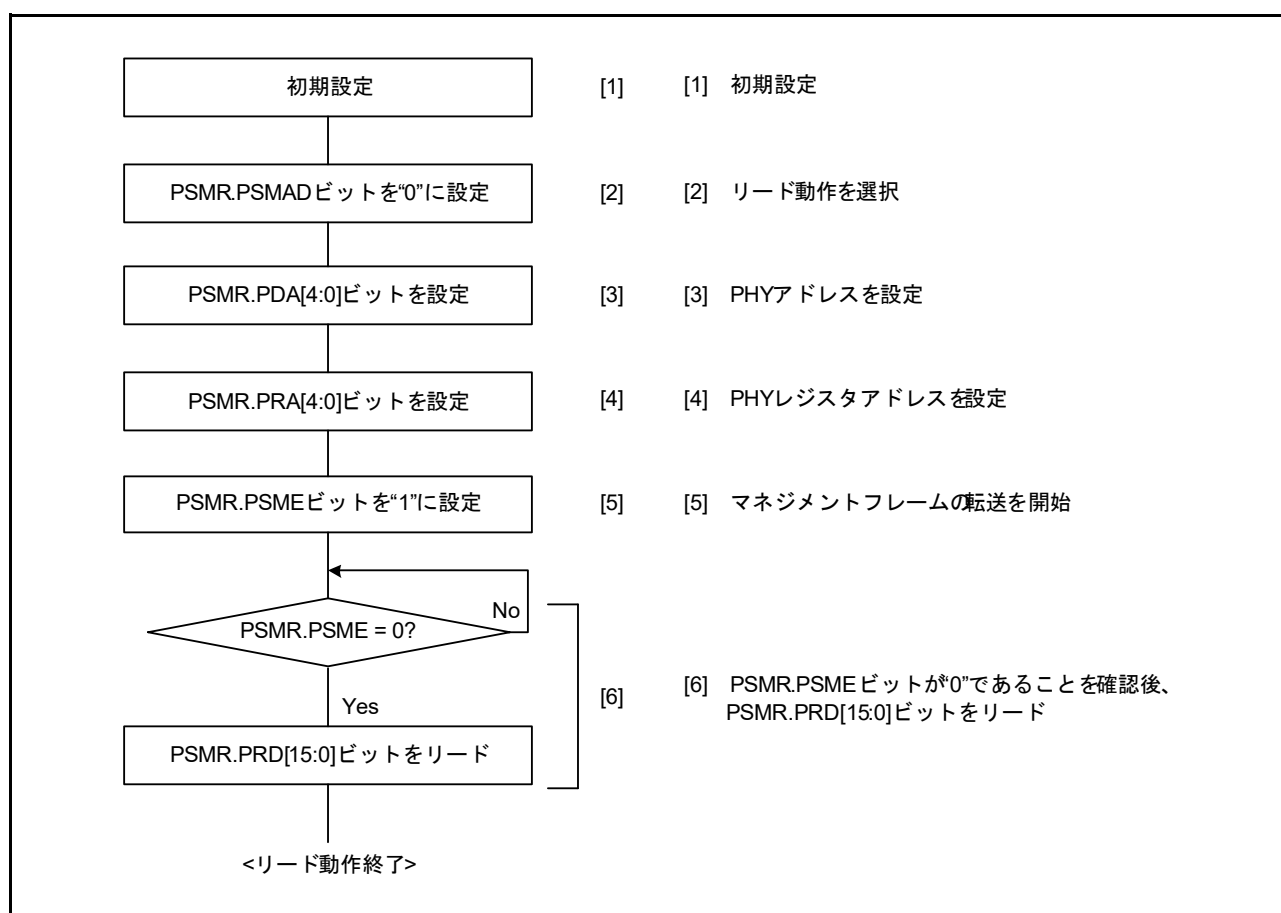 初期設定 [1] [1] 初期設定
PSMR.PSMADビットを“0”に設定 [2] [2] リード動作を選択
PSMR.PDA[4:0]ビットを設定 [3] [3] PHYアドレスを設定
PSMR.PRA[4:0]ビットを設定 [4] [4] PHYレジスタアドレスを設定
PSMR.PSMEビットを“1”に設定 [5] [5] マネジメントフレームの転送を開始
No
PSMR.PSME = 0?
[6] [6] PSMR.PSMEビットが“0”であることを確認後、
PSMR.PRD[15:0]ビットをリード
Yes
PSMR.PRD[15:0]ビットをリード
<リード動作終了>